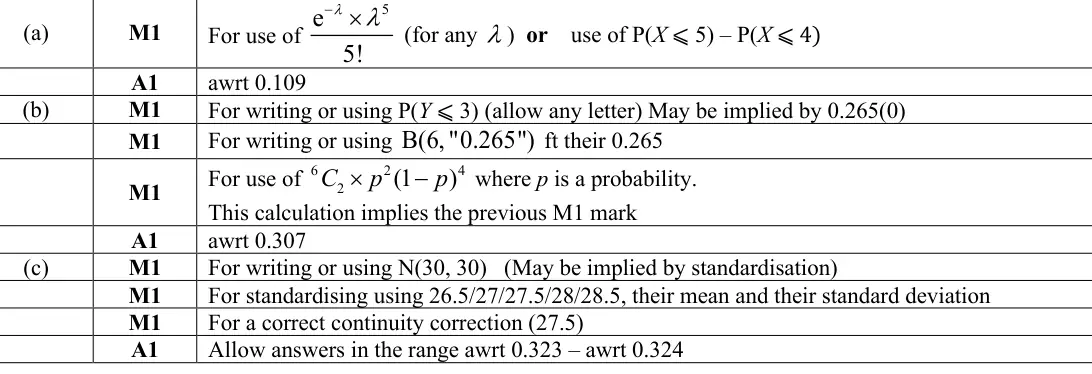 (a) M1 For use of $\frac{e^{-\lambda} \times \lambda^5}{5!}$ (for any λ) or use of P(X ⩽ 5) – P(X ⩽ 4)
A1 awrt 0.109
(b) M1 For writing or using P(Y ⩽ 3) (allow any letter) May be implied by 0.265(0)
M1 For writing or using B(6, "0.265") ft their 0.265
M1 For use of $^6C_2 \times p^2(1-p)^4$ where p is a probability.
This calculation implies the previous M1 mark
A1 awrt 0.307
(c) M1 For writing or using N(30, 30) (May be implied by standardisation)
M1 For standardising using 26.5/27/27.5/28/28.5, their mean and their standard deviation
M1 For a correct continuity correction (27.5)
A1 Allow answers in the range awrt 0.323 – awrt 0.324